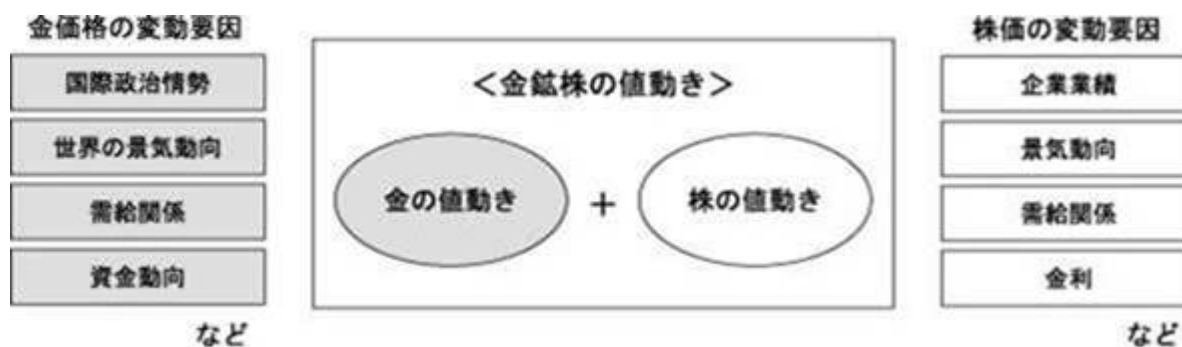 金価格の変動要因
国際政治情勢
世界の景気動向
需給関係
資金動向
など
<金鉱株の値動き>
金の値動き
+
株の値動き
株価の変動要因
企業業績
景気動向
需給関係
金利
など